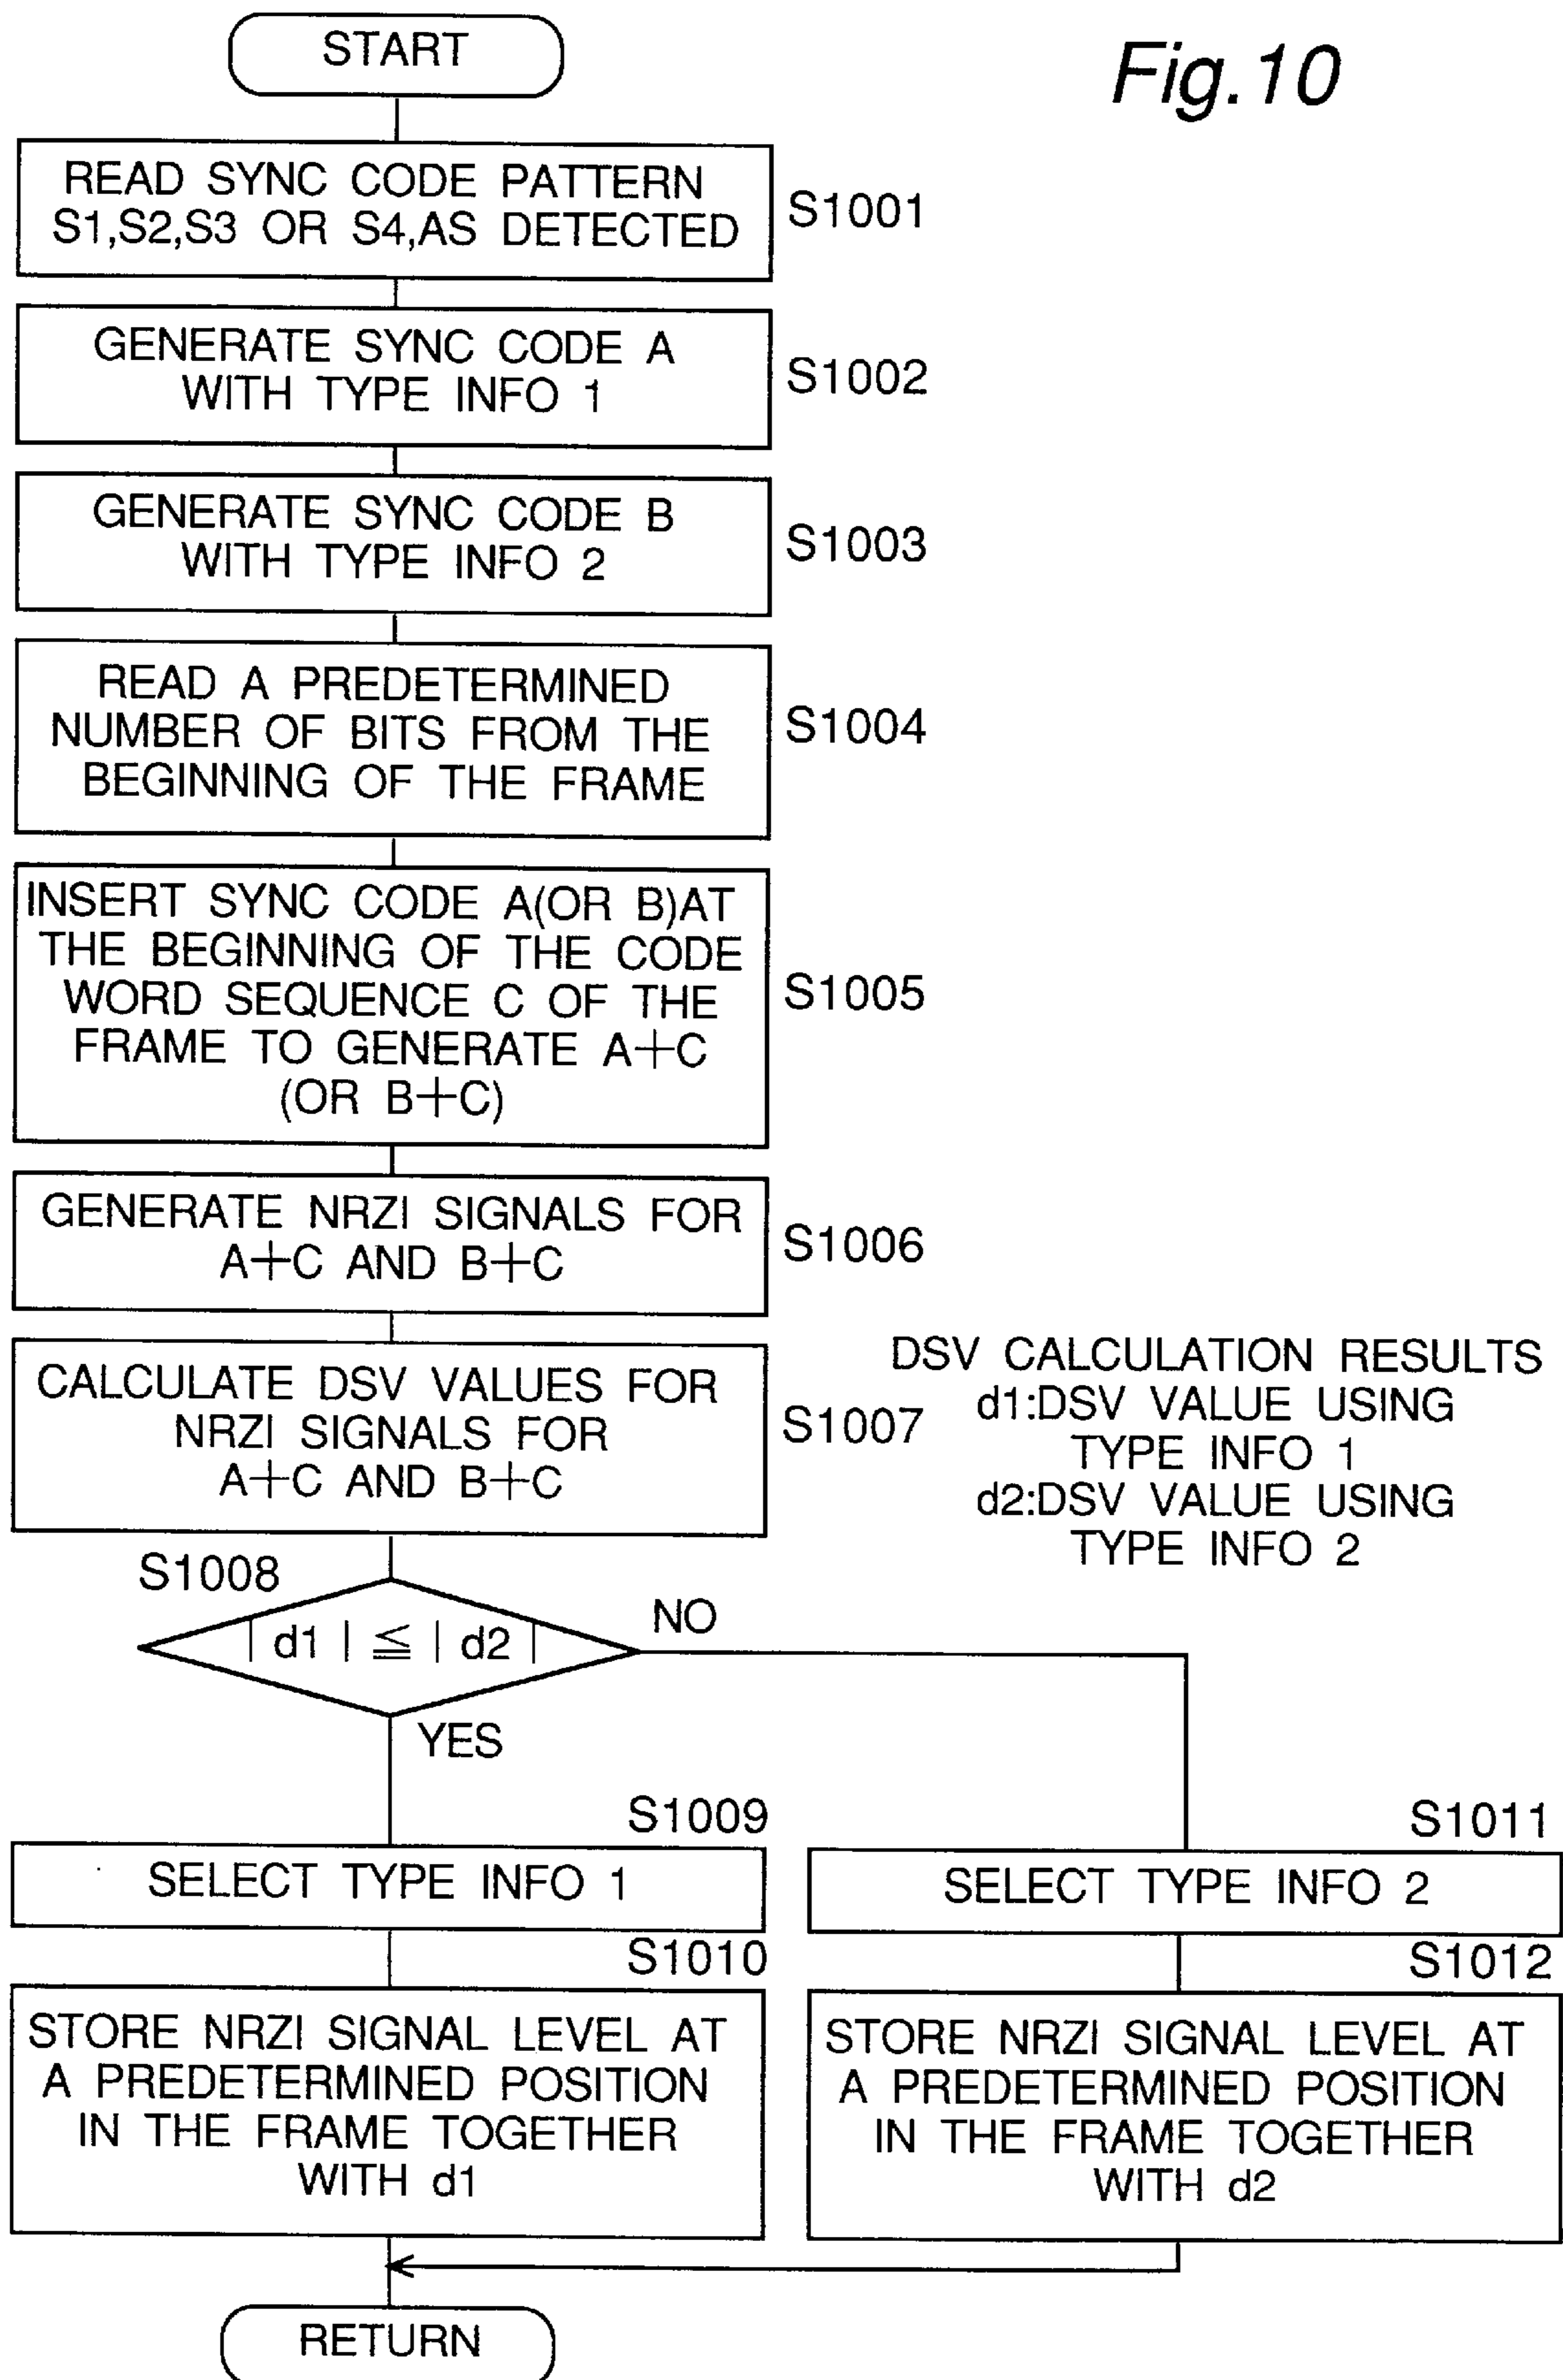 Fig.10
START
READ SYNC CODE PATTERN
S1,S2,S3 OR S4,AS DETECTED
S1001
GENERATE SYNC CODE A
WITH TYPE INFO 1
S1002
GENERATE SYNC CODE B
WITH TYPE INFO 2
S1003
READ A PREDETERMINED
NUMBER OF BITS FROM THE
BEGINNING OF THE FRAME
S1004
INSERT SYNC CODE A(OR B)AT
THE BEGINNING OF THE CODE
WORD SEQUENCE C OF THE
FRAME TO GENERATE A+C
(OR B+C)
S1005
GENERATE NRZI SIGNALS FOR
A+C AND B+C
S1006
CALCULATE DSV VALUES FOR
NRZI SIGNALS FOR
A+C AND B+C
S1007
DSV CALCULATION RESULTS
d1:DSV VALUE USING
TYPE INFO 1
d2:DSV VALUE USING
TYPE INFO 2
S1008
| d1 | ≦ | d2 |
NO
YES
S1009
SELECT TYPE INFO 1
S1010
STORE NRZI SIGNAL LEVEL AT
A PREDETERMINED POSITION
IN THE FRAME TOGETHER
WITH d1
S1011
SELECT TYPE INFO 2
S1012
STORE NRZI SIGNAL LEVEL AT
A PREDETERMINED POSITION
IN THE FRAME TOGETHER
WITH d2
RETURN